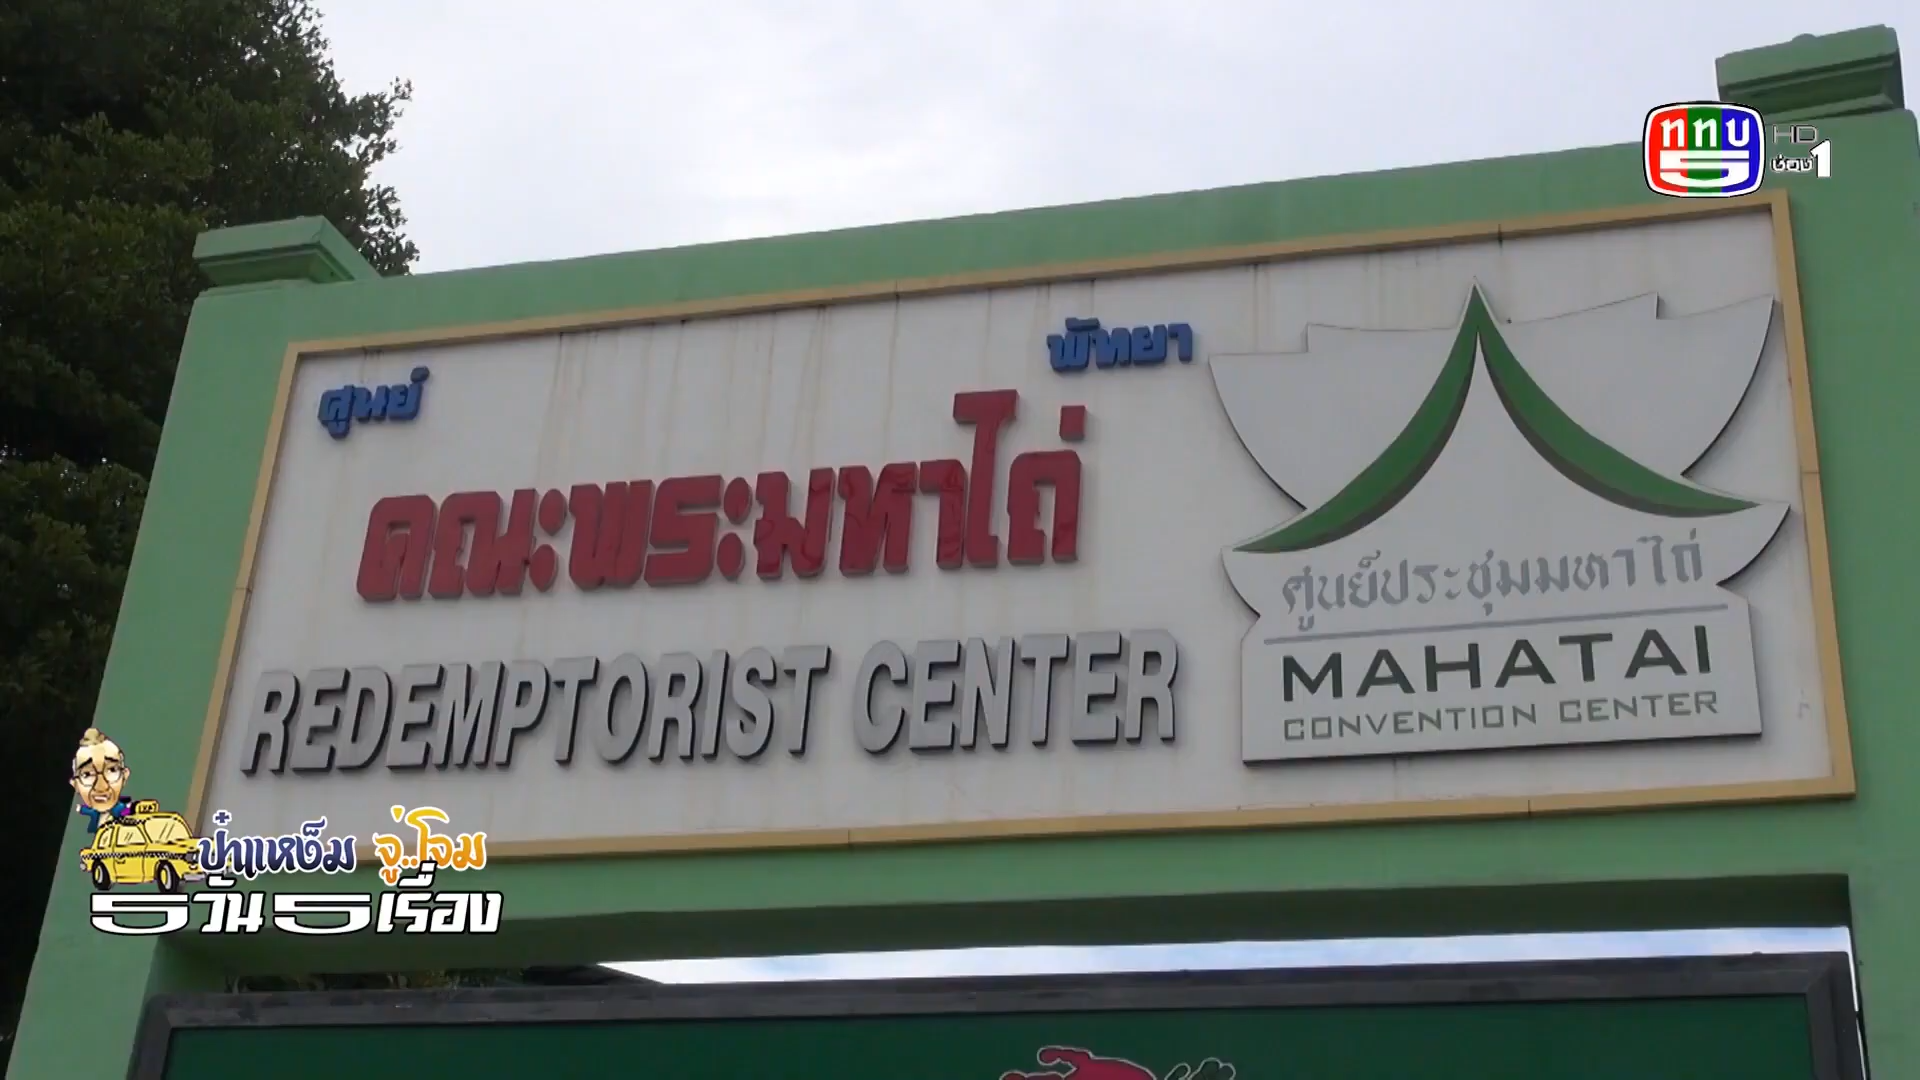 ททบ
5
HD
ช่อง1
ศูนย์
พัทยา
คณะพระมหาไถ่
REDEMPTORIST CENTER
ศูนย์ประชุมมหาไถ่
MAHATAI
CONVENTION CENTER
ป๋าแหง็ม จู่..โจม
5วัน5เรื่อง